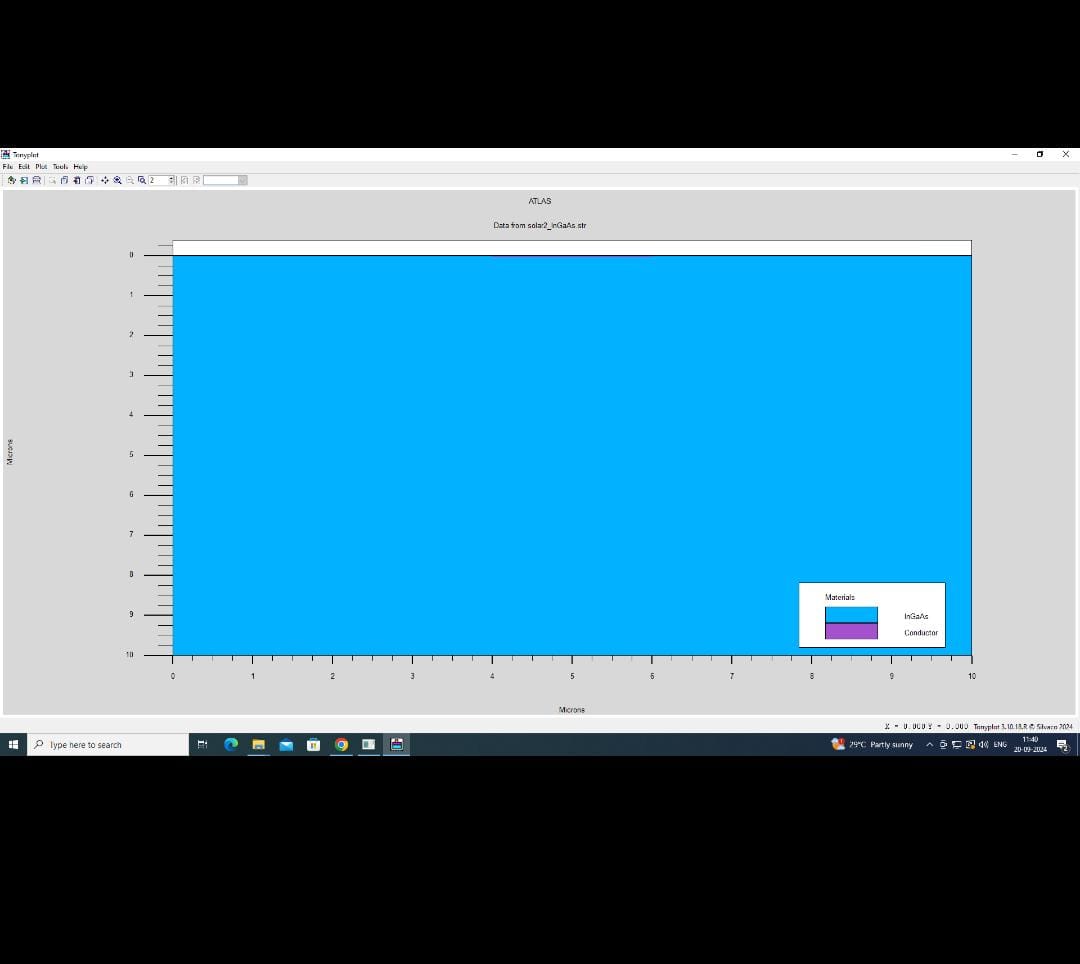 Tonyplot
File Edit Plot Tools Help
2
ATLAS
Data from solar2_InGaAs.str
0
1
2
3
4
5
6
7
8
9
10
Microns
Materials
InGaAs
Conductor
0 1 2 3 4 5 6 7 8 9 10
Microns
X = 0.000 Y = 0.000 Tonyplot 3.10.18.R © Silvaco 2024
Type here to search
29°C Partly sunny
ENG
11:40
20-09-2024
2